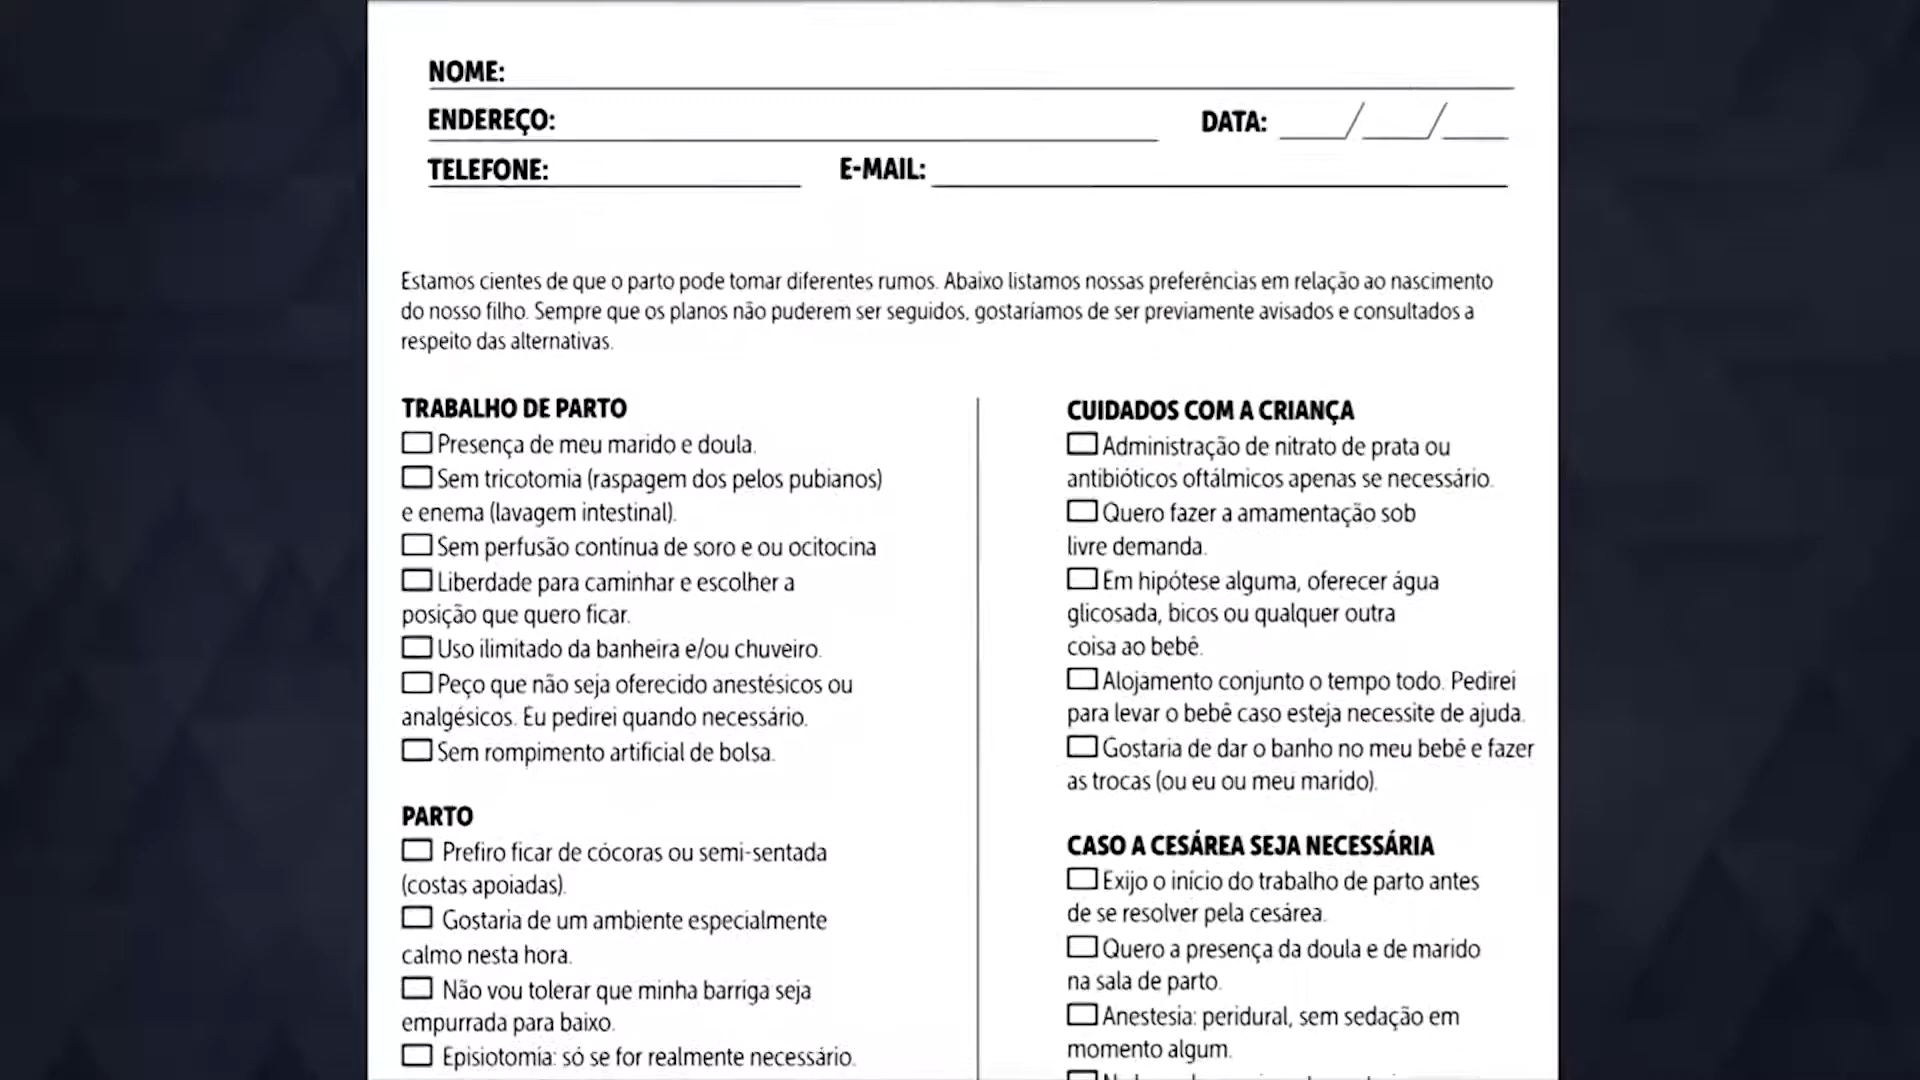 NOME:
ENDEREÇO:
DATA: ___/___/___
TELEFONE:
E-MAIL:
Estamos cientes de que o parto pode tomar diferentes rumos. Abaixo listamos nossas preferências em relação ao nascimento
do nosso filho. Sempre que os planos não puderem ser seguidos, gostaríamos de ser previamente avisados e consultados a
respeito das alternativas.
TRABALHO DE PARTO
Presença de meu marido e doula.
Sem tricotomia (raspagem dos pelos pubianos)
e enema (lavagem intestinal).
Sem perfusão contínua de soro e ou ocitocina
Liberdade para caminhar e escolher a
posição que quero ficar.
Uso ilimitado da banheira e/ou chuveiro.
Peço que não seja oferecido anestésicos ou
analgésicos. Eu pedirei quando necessário.
Sem rompimento artificial de bolsa.
PARTO
Prefiro ficar de cócoras ou semi-sentada
(costas apoiadas).
Gostaria de um ambiente especialmente
calmo nesta hora.
Não vou tolerar que minha barriga seja
empurrada para baixo.
Episiotomia: só se for realmente necessário.
CUIDADOS COM A CRIANÇA
Administração de nitrato de prata ou
antibióticos oftálmicos apenas se necessário.
Quero fazer a amamentação sob
livre demanda.
Em hipótese alguma, oferecer água
glicosada, bicos ou qualquer outra
coisa ao bebê.
Alojamento conjunto o tempo todo. Pedirei
para levar o bebê caso esteja necessite de ajuda.
Gostaria de dar o banho no meu bebê e fazer
as trocas (ou eu ou meu marido).
CASO A CESÁREA SEJA NECESSÁRIA
Exijo o início do trabalho de parto antes
de se resolver pela cesárea.
Quero a presença da doula e de marido
na sala de parto.
Anestesia: peridural, sem sedação em
momento algum.